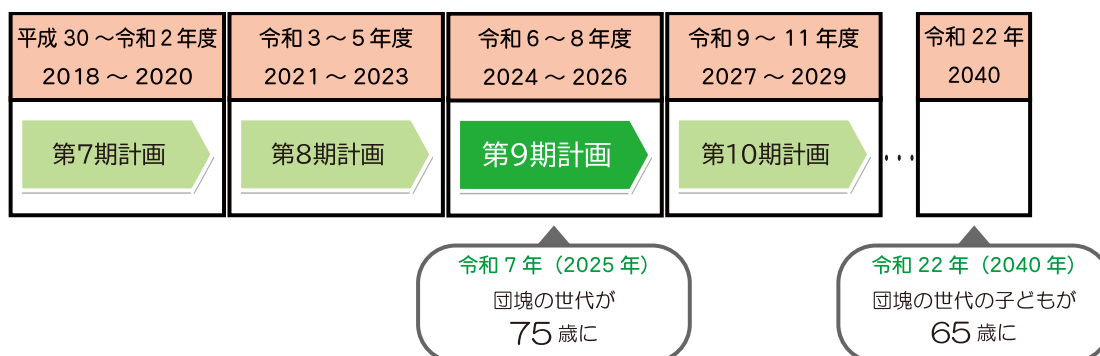 平成 30 ～令和 2 年度
2018 ～ 2020
令和 3 ～ 5 年度
2021 ～ 2023
令和 6 ～ 8 年度
2024 ～ 2026
令和 9 ～ 11 年度
2027 ～ 2029
令和 22 年
2040
第7期計画
第8期計画
第9期計画
第10期計画
・・・
令和 7 年（2025 年）
団塊の世代が
75 歳に
令和 22 年（2040 年）
団塊の世代の子どもが
65 歳に